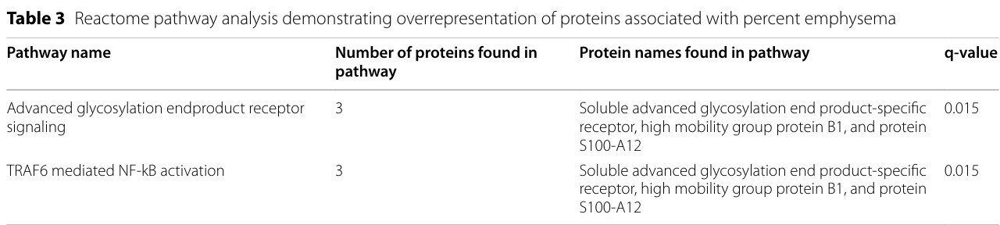 Table 3 Reactome pathway analysis demonstrating overrepresentation of proteins associated with percent emphysema
Pathway name
Number of proteins found in pathway
Protein names found in pathway
q-value
Advanced glycosylation endproduct receptor signaling
3
Soluble advanced glycosylation end product-specific receptor, high mobility group protein B1, and protein S100-A12
0.015
TRAF6 mediated NF-kB activation
3
Soluble advanced glycosylation end product-specific receptor, high mobility group protein B1, and protein S100-A12
0.015